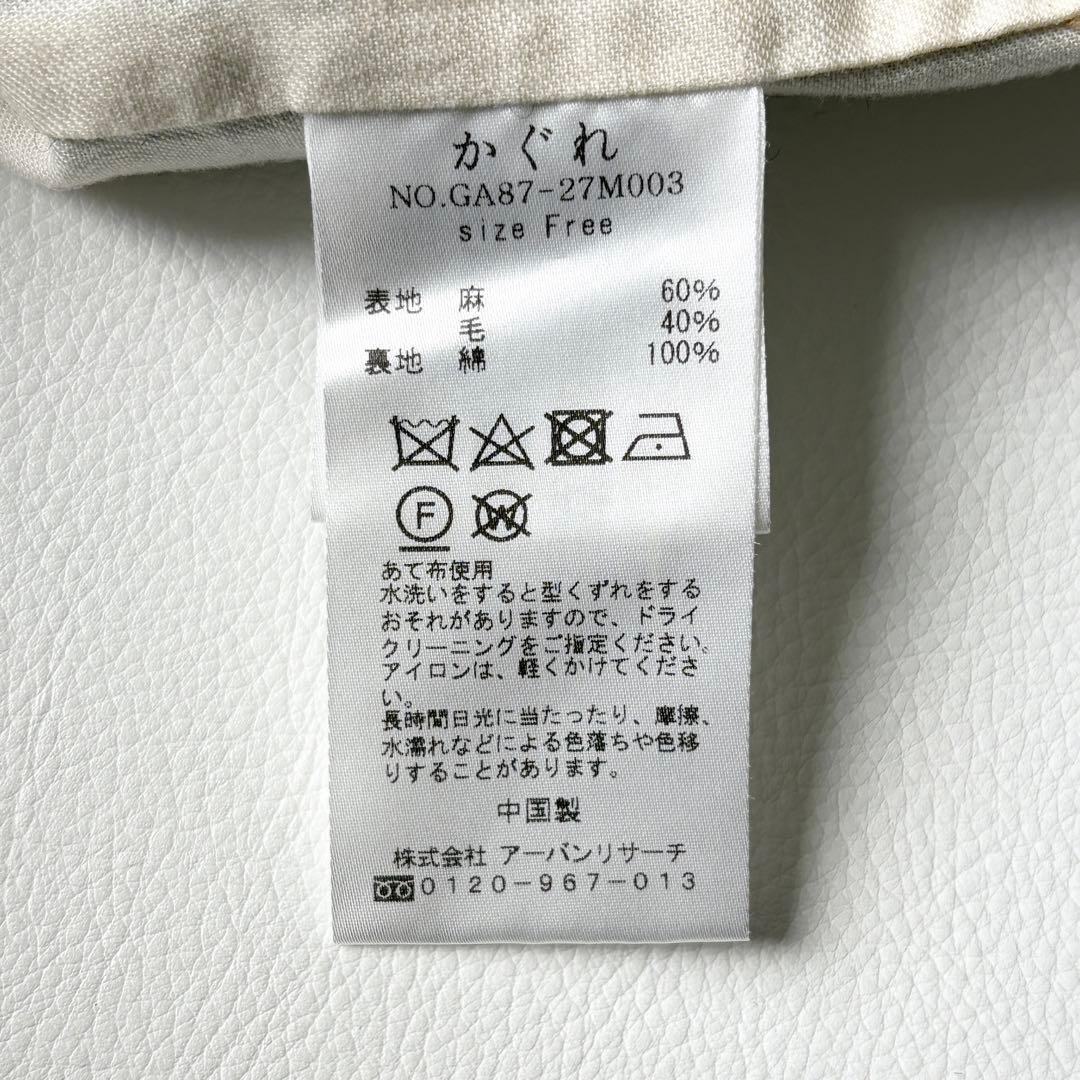 かぐれ
NO.GA87-27M003
size Free
表地 麻 60%
毛 40%
裏地 綿 100%
F
W
あて布使用
水洗いをすると型くずれをする
おそれがありますので、ドライ
クリーニングをご指定ください。
アイロンは、軽くかけてくださ
い。
長時間日光に当たったり、摩擦、
水濡れなどによる色落ちや色移
りすることがあります。
中国製
株式会社 アーバンリサーチ
0120-967-013